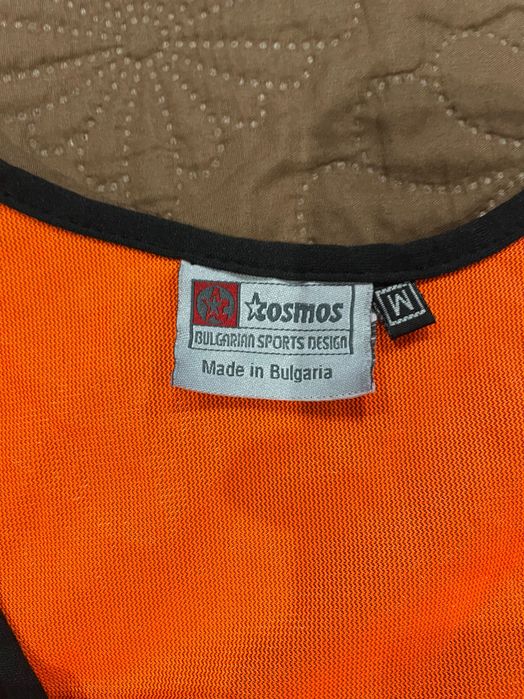 cosmos
BULGARIAN SPORTS DESIGN
Made in Bulgaria
M